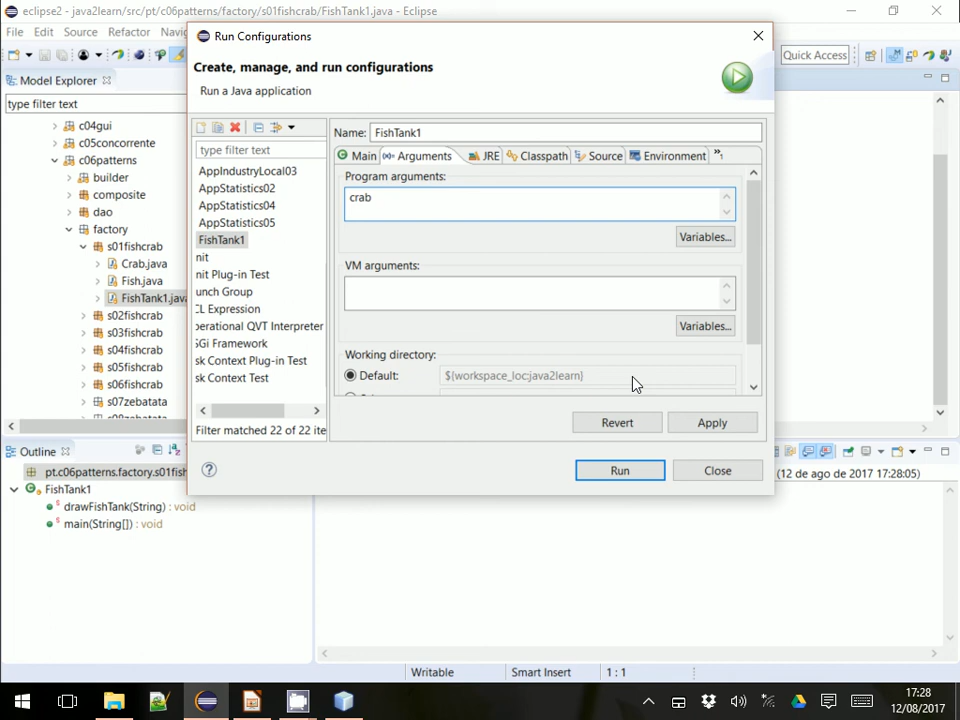 eclipse2 - java2learn/src/pt/c06patterns/factory/s01fishcrab/FishTank1.java - Eclipse
File Edit Source Refactor Navig
Quick Access
Model Explorer
type filter text
c04gui
c05concorrente
c06patterns
builder
composite
dao
factory
s01fishcrab
Crab.java
Fish.java
FishTank1.java
s02fishcrab
s03fishcrab
s04fishcrab
s05fishcrab
s06fishcrab
s07zebatata
s08zebatata
Run Configurations
Create, manage, and run configurations
Run a Java application
type filter text
AppIndustryLocal03
AppStatistics02
AppStatistics04
AppStatistics05
FishTank1
nit
nit Plug-in Test
unch Group
CL Expression
perational QVT Interpreter
SGi Framework
sk Context Plug-in Test
sk Context Test
Filter matched 22 of 22 ite
Name: FishTank1
Main (x)= Arguments JRE Classpath Source Environment »1
Program arguments:
crab
Variables...
VM arguments:
Variables...
Working directory:
Default: ${workspace_loc:java2learn}
Revert Apply
Run Close
Outline
pt.c06patterns.factory.s01fish
FishTank1
drawFishTank(String) : void
main(String[]) : void
(12 de ago de 2017 17:28:05)
Writable Smart Insert 1 : 1
17:28
12/08/2017